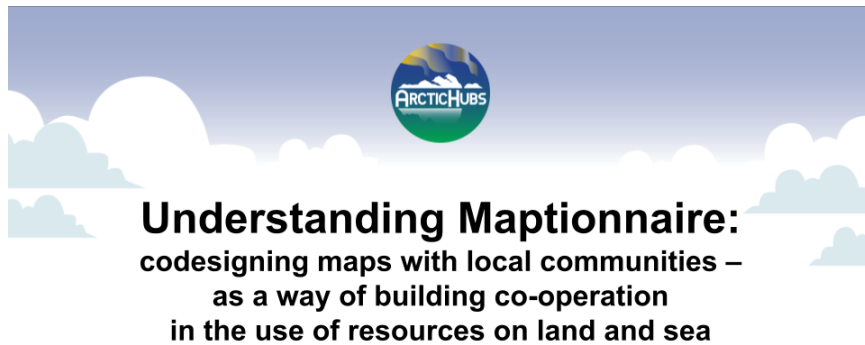 ARCTICHUBS
Understanding Maptionnaire:
codesigning maps with local communities –
as a way of building co-operation
in the use of resources on land and sea